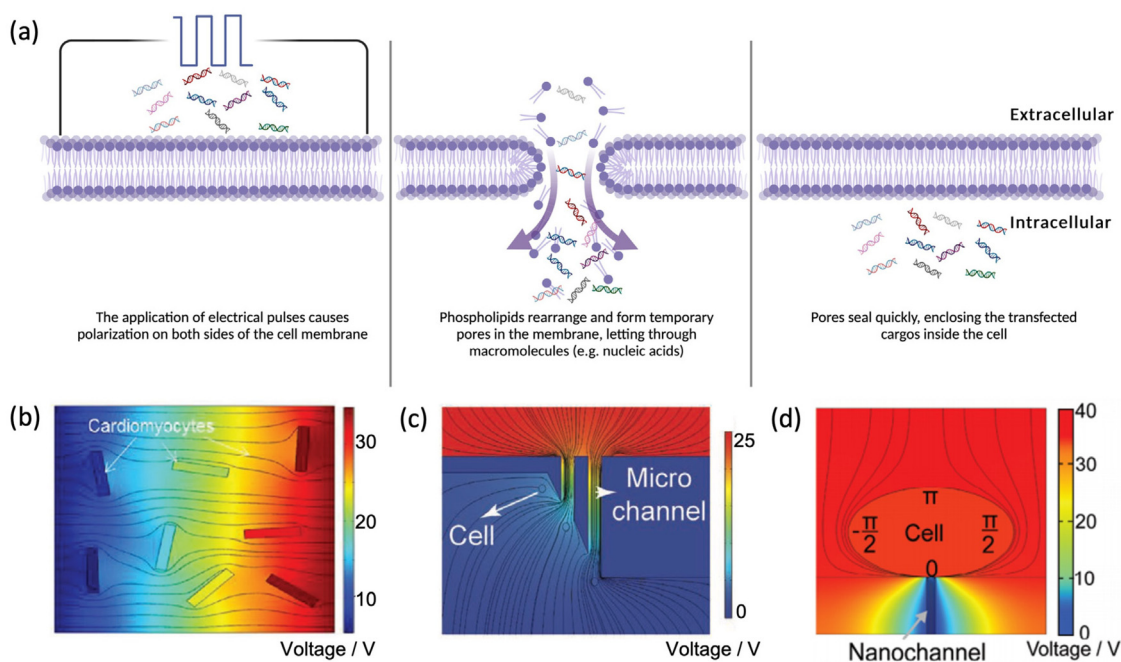 (a)
Extracellular
Intracellular
The application of electrical pulses causes
polarization on both sides of the cell membrane
Phospholipids rearrange and form temporary
pores in the membrane, letting through
macromolecules (e.g. nucleic acids)
Pores seal quickly, enclosing the transfected
cargos inside the cell
(b)
Cardiomyocytes
30
20
10
Voltage / V
(c)
Cell
Micro
channel
25
0
Voltage / V
(d)
π
-π/2
Cell
π/2
0
Nanochannel
40
30
20
10
0
Voltage / V